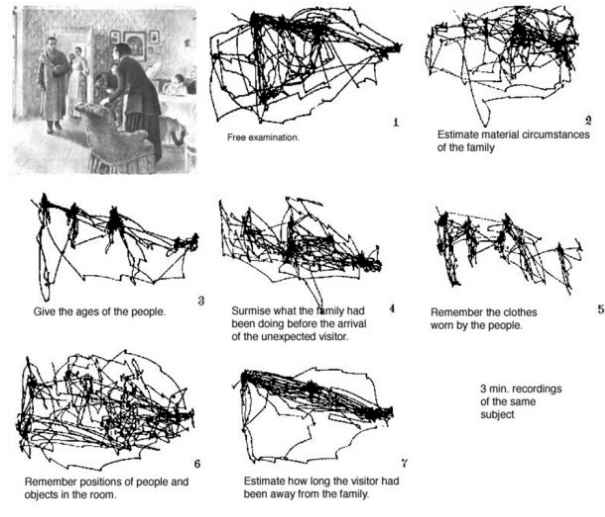 1
Free examination.
2
Estimate material circumstances
of the family
3
Give the ages of the people.
4
Surmise what the family had
been doing before the arrival
of the unexpected visitor.
5
Remember the clothes
worn by the people.
6
Remember positions of people and
objects in the room.
7
Estimate how long the visitor had
been away from the family.
3 min. recordings
of the same
subject